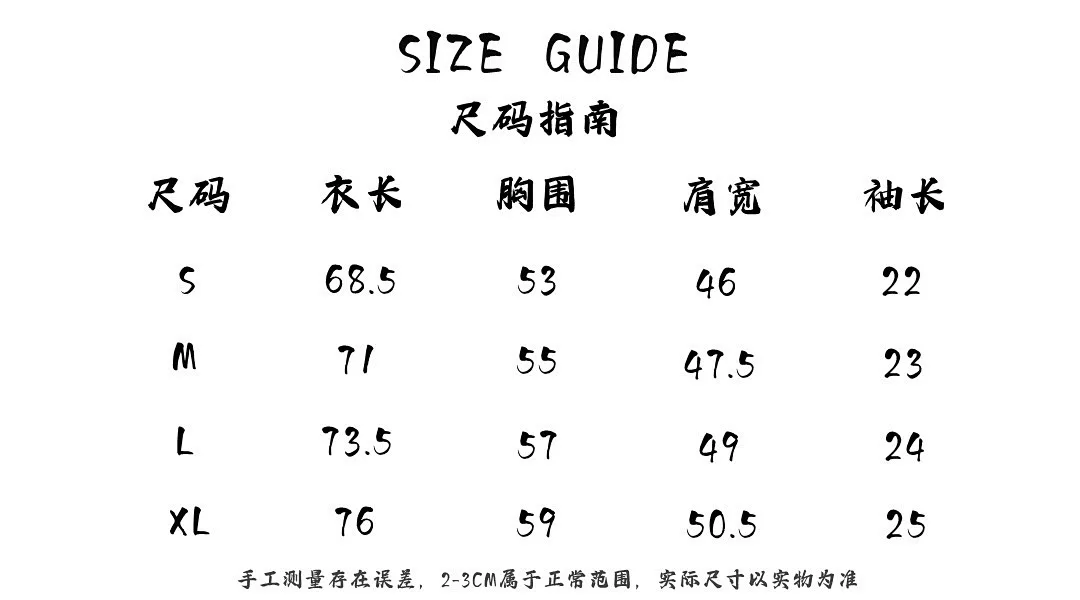 SIZE GUIDE
尺码指南
尺码 衣长 胸围 肩宽 袖长
S 68.5 53 46 22
M 71 55 47.5 23
L 73.5 57 49 24
XL 76 59 50.5 25
手工测量存在误差，2-3CM属于正常范围，实际尺寸以实物为准